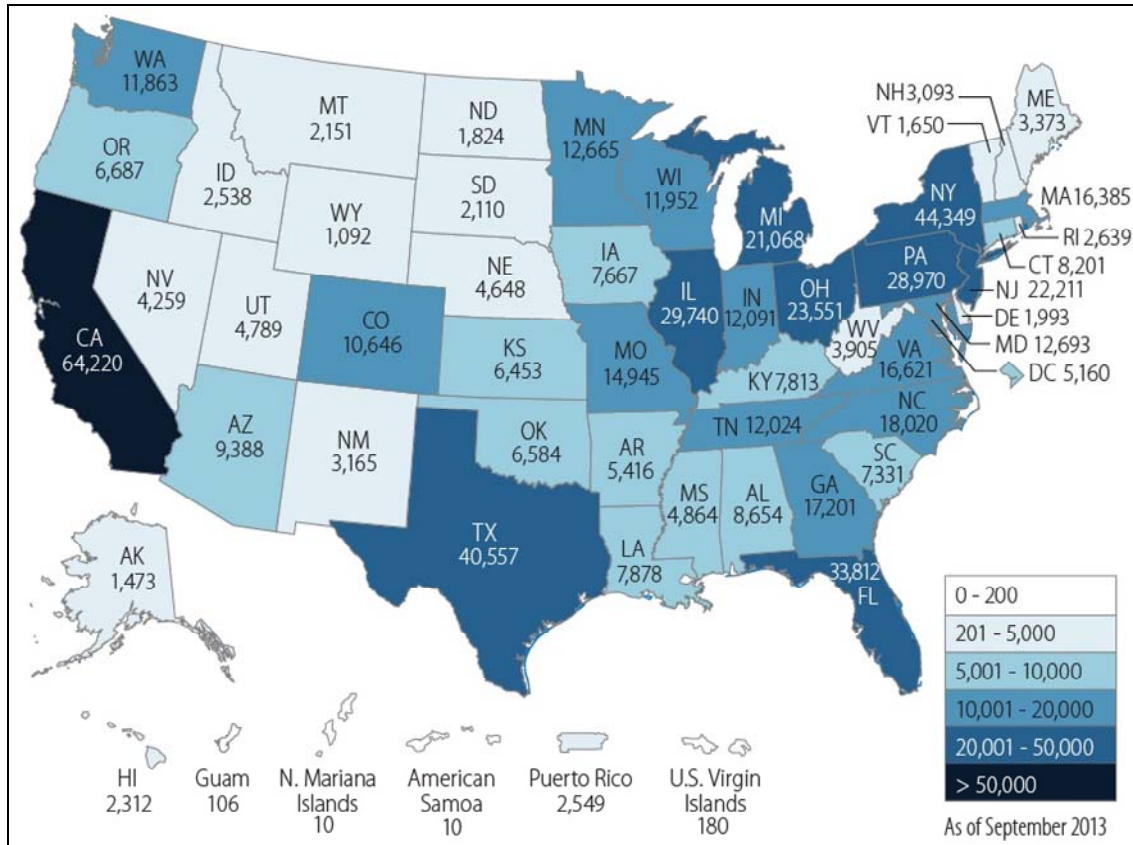 WA
11,863
MT
2,151
ND
1,824
MN
12,665
NH3,093
VT 1,650
ME
3,373
OR
6,687
ID
2,538
WY
1,092
SD
2,110
WI
11,952
MI
21,068
NY
44,349
MA16,385
RI 2,639
CT 8,201
NJ 22,211
DE 1,993
MD 12,693
DC 5,160
NV
4,259
UT
4,789
CO
10,646
NE
4,648
IA
7,667
IL
29,740
IN
12,091
OH
23,551
PA
28,970
CA
64,220
KS
6,453
MO
14,945
KY7,813
WV
3,905
VA
16,621
AZ
9,388
NM
3,165
OK
6,584
AR
5,416
TN 12,024
NC
18,020
SC
7,331
TX
40,557
LA
7,878
MS
4,864
AL
8,654
GA
17,201
33,812
FL
AK
1,473
HI
2,312
Guam
106
N. Mariana
Islands
10
American
Samoa
10
Puerto Rico
2,549
U.S. Virgin
Islands
180
0 - 200
201 - 5,000
5,001 - 10,000
10,001 - 20,000
20,001 - 50,000
> 50,000
As of September 2013